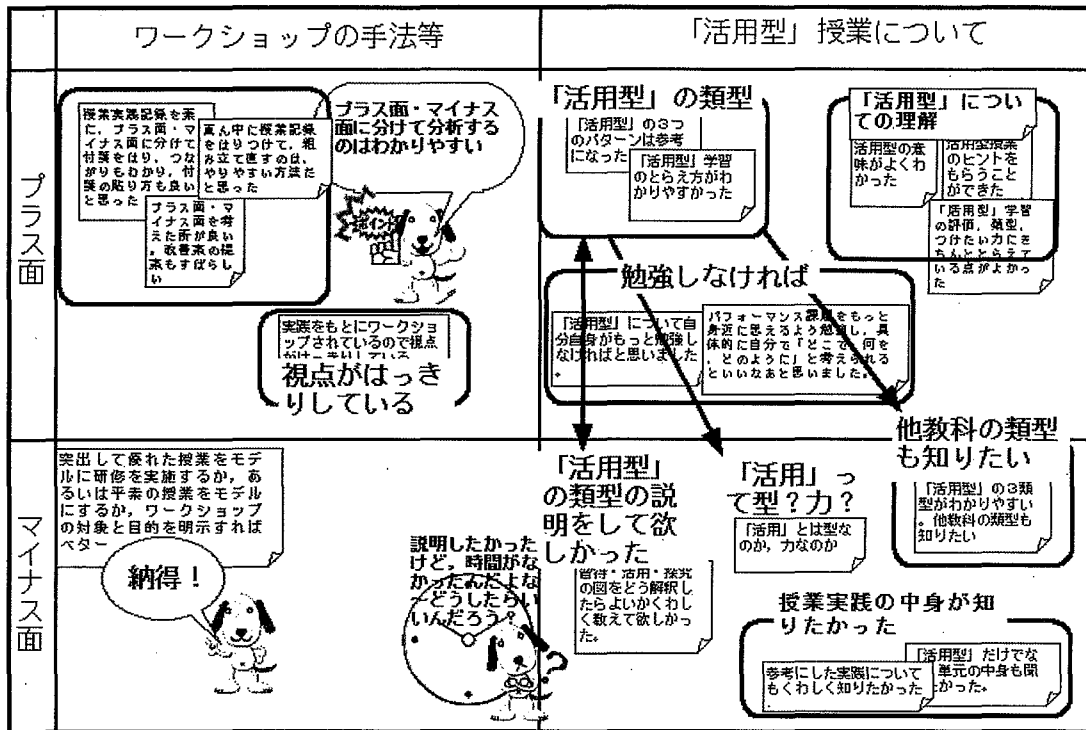 ワークショップの手法等
「活用型」授業について
プラス面
授業実践記録を素
に，プラス面・マ
イナス面に分けて
付箋をはり，つな
がりもわかり，付
箋の貼り方も良い
と思った
真ん中に授業記録
をはりつけて，組
み立て直すのは，
やりやすい方法だ
と思った
プラス面・マ
イナス面を考
えた所が良い
，改善案の提
案もすばらし
い
プラス面・マイナス
面に分けて分析する
のはわかりやすい
ポイント
実践をもとにワークショ
ップされているので視点
がはっきりしている
視点がはっき
りしている
「活用型」の類型
「活用型」の３つ
のパターンは参考
になった
「活用型」学習
のとらえ方がわ
かりやすかった
「活用型」につい
ての理解
活用型の意
味がよくわ
かった
活用型授業
のヒントを
もらうこと
ができた
「活用型」学習
の評価，類型，
つけたい力にき
ちんととらえて
いる点がよかっ
た
勉強しなければ
「活用型」について自
分自身がもっと勉強し
なければと思いました
。
パフォーマンス課題をもっと
身近に思えるよう勉強し，具
体的に自分で「どこで，何を
，どのように」と考えられる
といいなあと思いました。
マイナス面
突出して優れた授業をモデ
ルに研修を実施するか，あ
るいは平素の授業をモデル
にするか，ワークショップ
の対象と目的を明示すれば
ベター
納得！
説明したかった
けど，時間がな
かったんだよな
ーどうしたらい
いんだろう？
「活用型」
の類型の説
明をして欲
しかった
習得・活用・探究
の図をどう解釈し
たらよいかくわし
く教えて欲しかっ
た。
「活用」っ
て型？力？
「活用」とは型な
のか，力なのか
他教科の類型
も知りたい
「活用型」の３類
型がわかりやすい
。他教科の類型も
知りたい
授業実践の中身が知
りたかった
参考にした実践について
もくわしく知りたかった
「活用型」だけでな
単元の中身も聞
たかった。